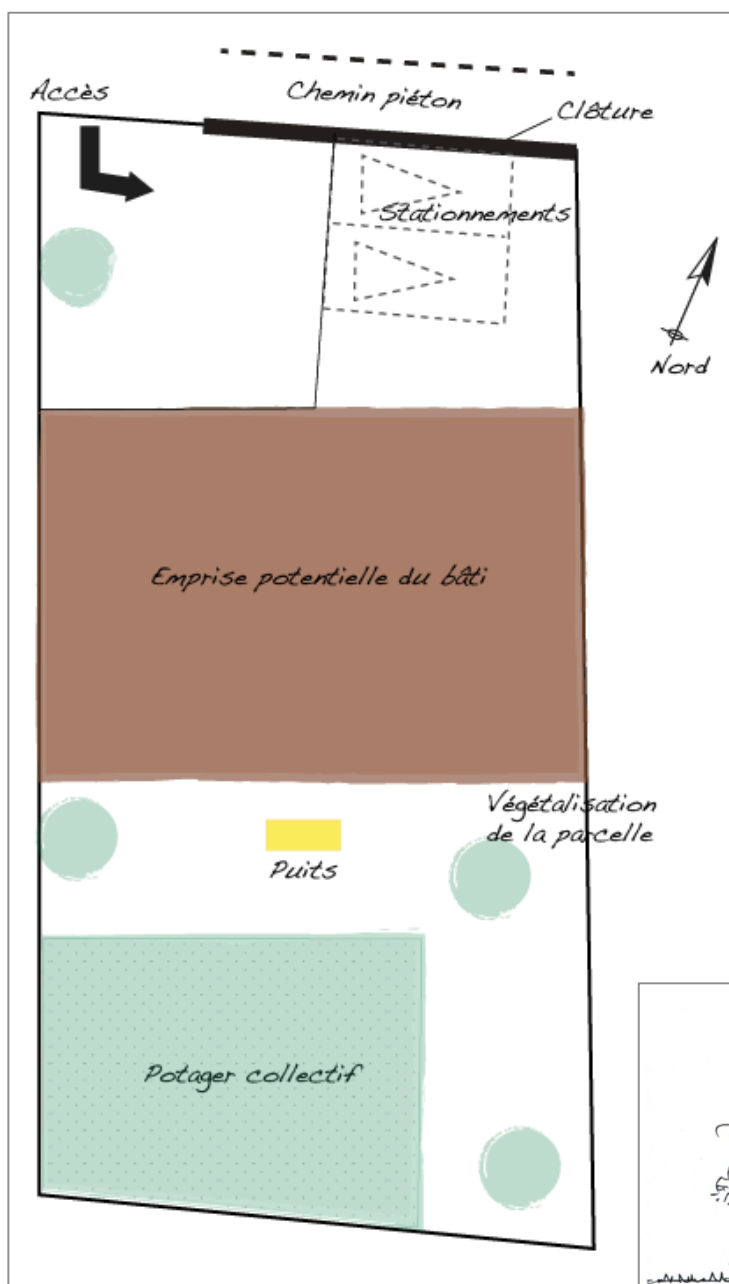 Accès
Chemin piéton
Clôture
Stationnements
Nord
Emprise potentielle du bâti
Végétalisation
de la parcelle
Puits
Potager collectif